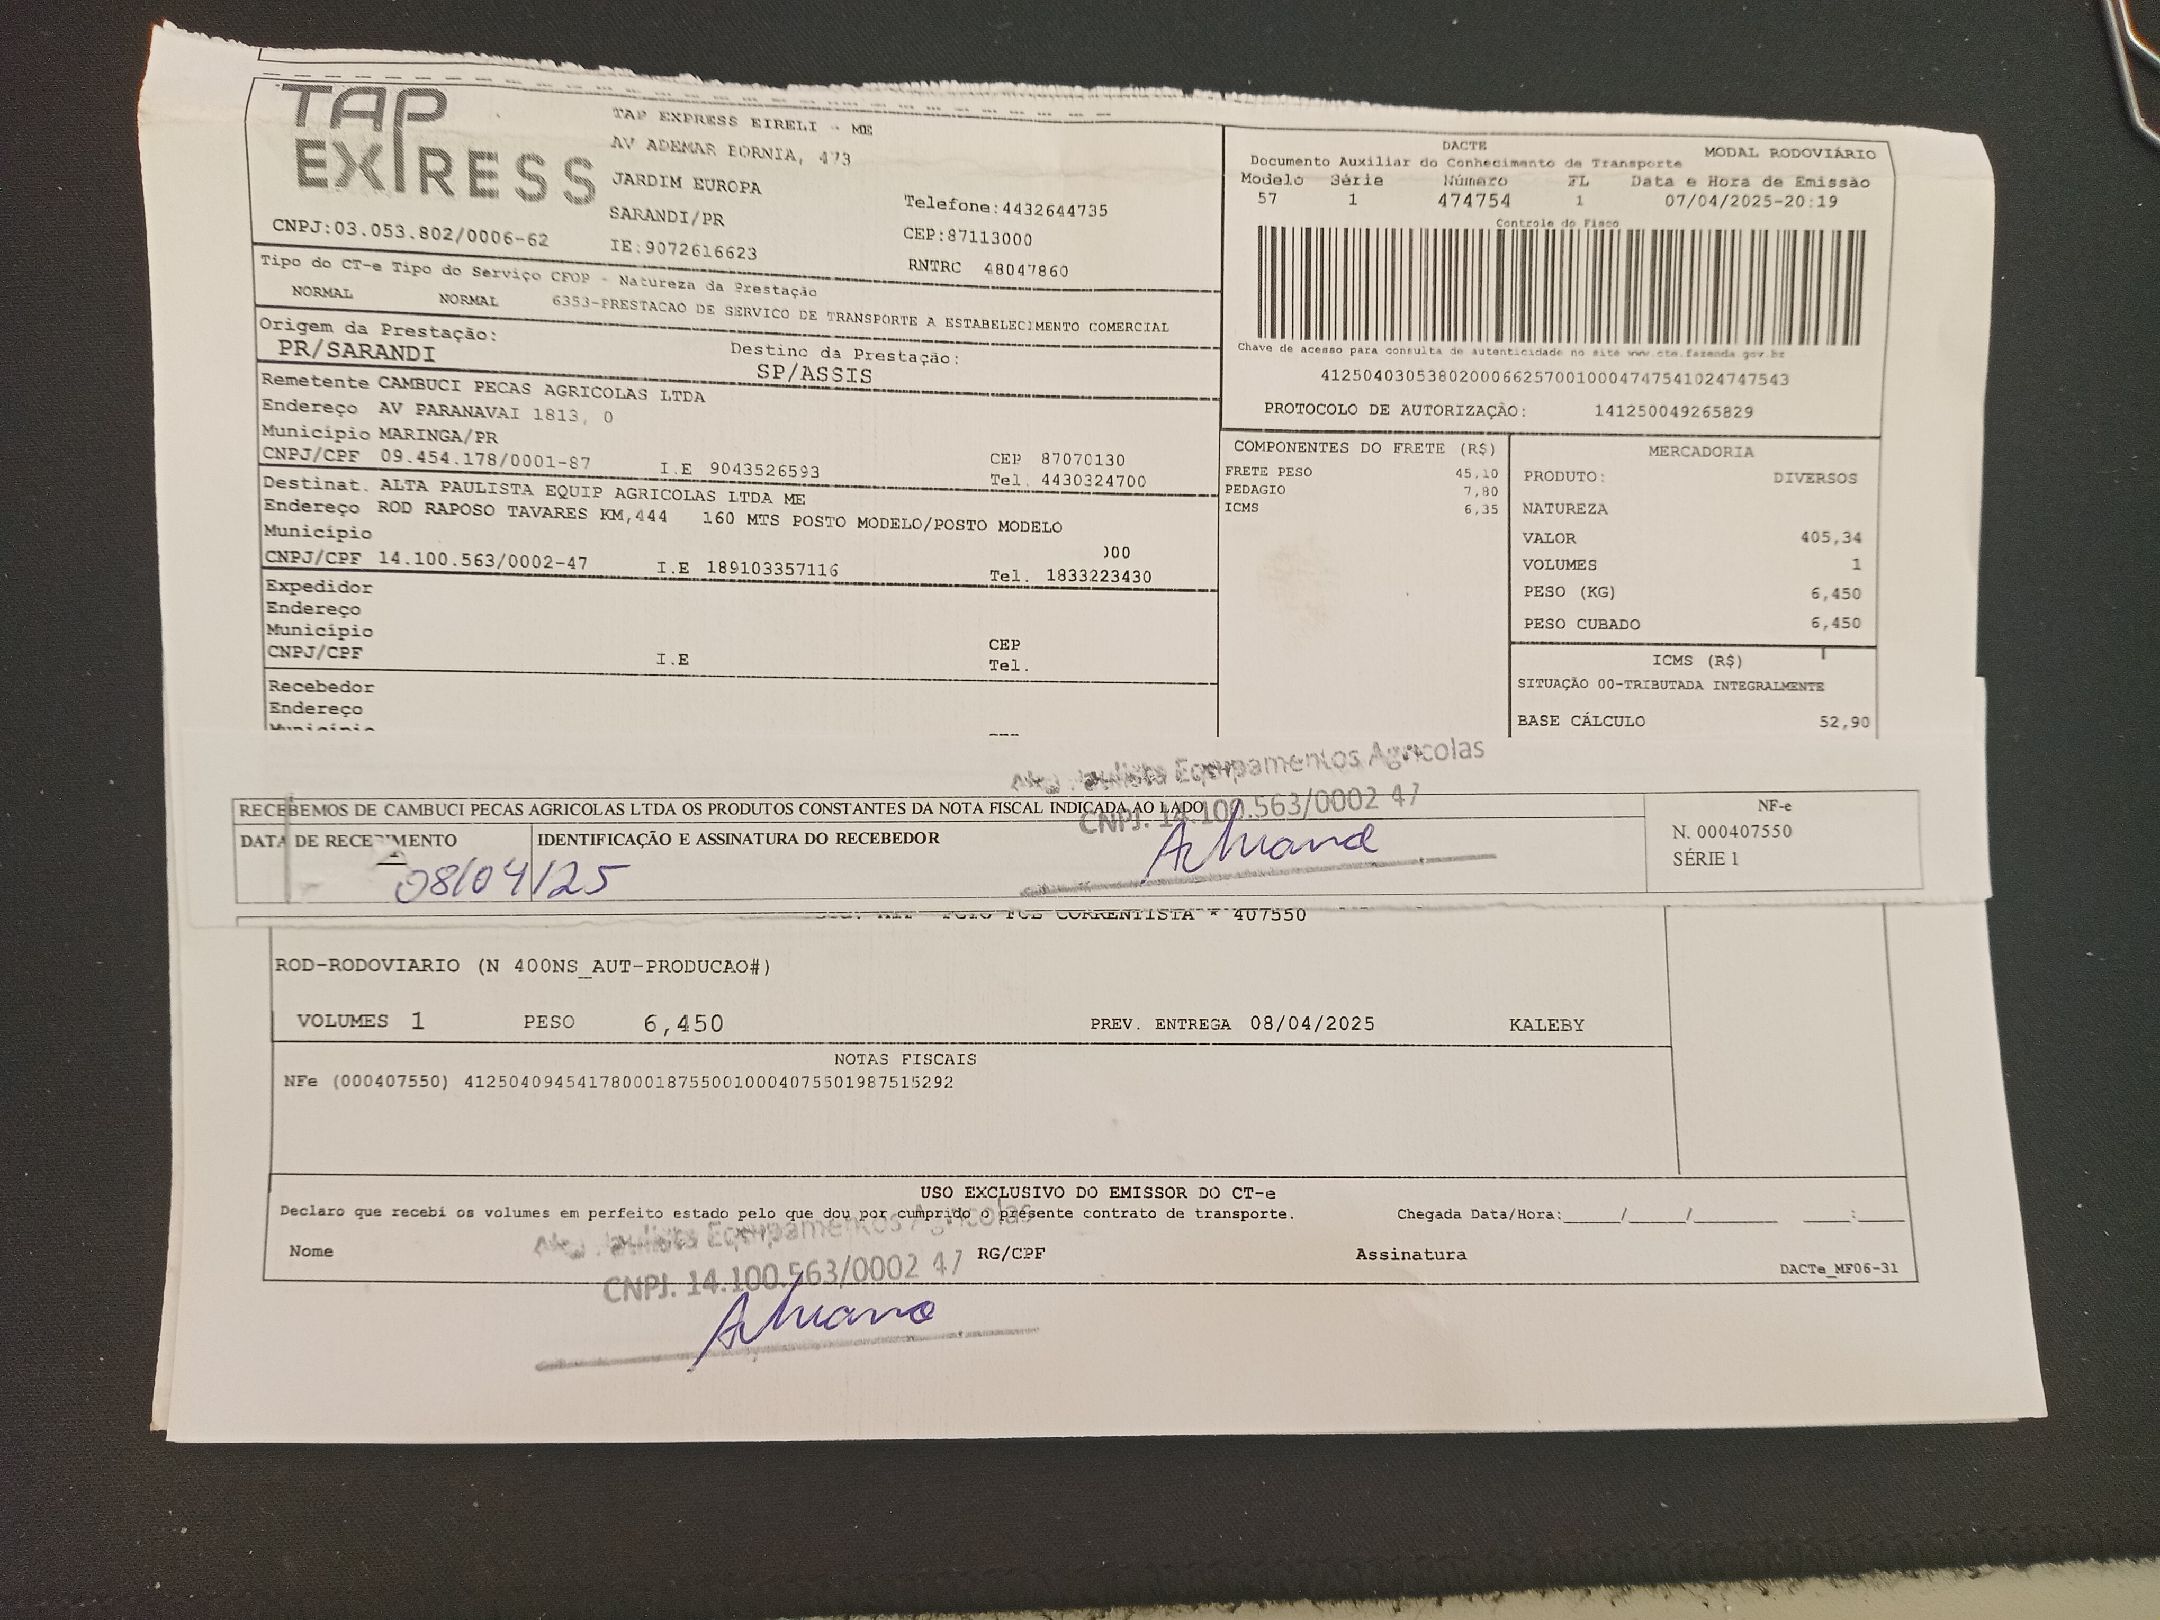 TAP
EXPRESS
TAP EXPRESS EIRELI - ME
AV ADEMAR BORNIA, 473
JARDIM EUROPA
SARANDI/PR
Telefone:4432644735
CEP:87113000
CNPJ:03.053.802/0006-62
IE:9072616623
RNTRC 48047860
DACTE
MODAL RODOVIÁRIO
Documento Auxiliar do Conhecimento de Transporte
Modelo Série Número FL Data e Hora de Emissão
57 1 474754 1 07/04/2025-20:19
Controle do Fisco
Chave de acesso para consulta de autenticidade no site www.cte.fazenda.gov.br
41250403053802000662570010004747541024747543
PROTOCOLO DE AUTORIZAÇÃO: 141250049265829
Tipo do CT-e Tipo do Serviço CFOP - Natureza da Prestação
NORMAL NORMAL 6353-PRESTACAO DE SERVICO DE TRANSPORTE A ESTABELECIMENTO COMERCIAL
Origem da Prestação:
PR/SARANDI
Destino da Prestação:
SP/ASSIS
Remetente CAMBUCI PECAS AGRICOLAS LTDA
Endereço AV PARANAVAI 1813, 0
Município MARINGA/PR
CEP 87070130
CNPJ/CPF 09.454.178/0001-87 I.E 9043526593 Tel. 4430324700
Destinat. ALTA PAULISTA EQUIP AGRICOLAS LTDA ME
Endereço ROD RAPOSO TAVARES KM,444 160 MTS POSTO MODELO/POSTO MODELO
Município
000
CNPJ/CPF 14.100.563/0002-47 I.E 189103357116 Tel. 1833223430
Expedidor
Endereço
Município
CEP
CNPJ/CPF I.E Tel.
Recebedor
Endereço
Município
COMPONENTES DO FRETE (R$)
FRETE PESO 45,10
PEDAGIO 7,80
ICMS 6,35
MERCADORIA
PRODUTO: DIVERSOS
NATUREZA
VALOR 405,34
VOLUMES 1
PESO (KG) 6,450
PESO CUBADO 6,450
ICMS (R$)
SITUAÇÃO 00-TRIBUTADA INTEGRALMENTE
BASE CÁLCULO 52,90
Paulista Equipamentos Agricolas
CNPJ. 14.100.563/0002 47
RECEBEMOS DE CAMBUCI PECAS AGRICOLAS LTDA OS PRODUTOS CONSTANTES DA NOTA FISCAL INDICADA AO LADO
DATA DE RECEBIMENTO
08/04/25
IDENTIFICAÇÃO E ASSINATURA DO RECEBEDOR
NF-e
N. 000407550
SÉRIE 1
CORRENTISTA * 407550
ROD-RODOVIARIO (N 400NS_AUT-PRODUCAO#)
VOLUMES 1 PESO 6,450 PREV. ENTREGA 08/04/2025 KALEBY
NOTAS FISCAIS
NFe (000407550) 41250409454178000187550010004075501987515292
USO EXCLUSIVO DO EMISSOR DO CT-e
Declaro que recebi os volumes em perfeito estado pelo que dou por cumprido o presente contrato de transporte. Chegada Data/Hora:_____/_____/________ ____:____
Paulista Equipamentos Agricolas
Nome RG/CPF Assinatura
DACTe_MF06-31
CNPJ. 14.100.563/0002 47